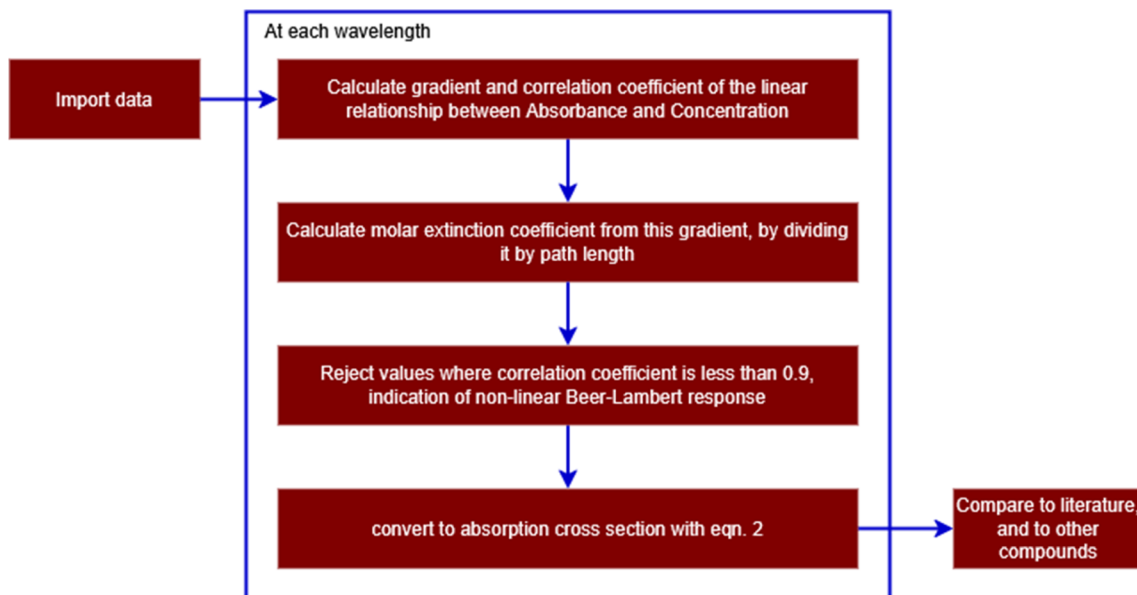 At each wavelength
Import data
Calculate gradient and correlation coefficient of the linear
relationship between Absorbance and Concentration
Calculate molar extinction coefficient from this gradient, by dividing
it by path length
Reject values where correlation coefficient is less than 0.9,
indication of non-linear Beer-Lambert response
convert to absorption cross section with eqn. 2
Compare to literature,
and to other
compounds